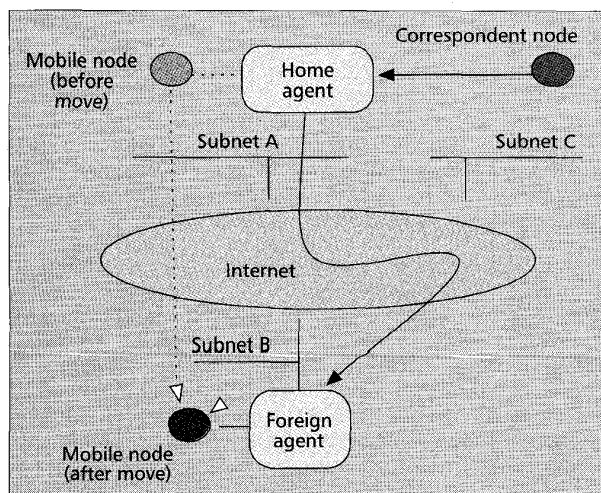 Correspondent node
Mobile node
(before
move)
Home
agent
Subnet A
Subnet C
Internet
Subnet B
Foreign
agent
Mobile node
(after move)